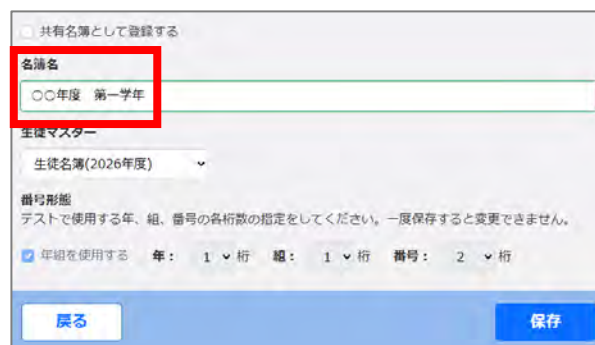 共有名簿として登録する
名簿名
○○年度　第一学年
生徒マスター
生徒名簿(2026年度)
番号形態
テストで使用する年、組、番号の各桁数の指定をしてください。一度保存すると変更できません。
年組を使用する　年：　1　桁　組：　1　桁　番号：　2　桁
戻る　保存